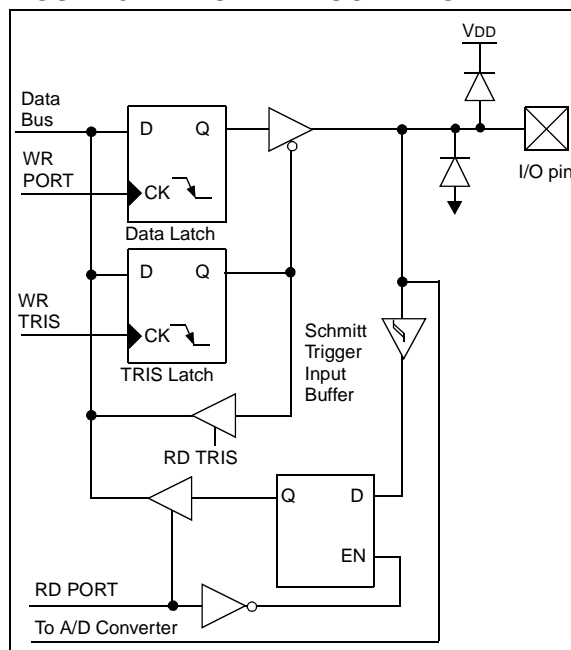 VDD
Data
Bus
D Q
WR
PORT
CK
I/O pin
Data Latch
D Q
WR
TRIS
CK
TRIS Latch
Schmitt
Trigger
Input
Buffer
RD TRIS
Q D
EN
RD PORT
To A/D Converter